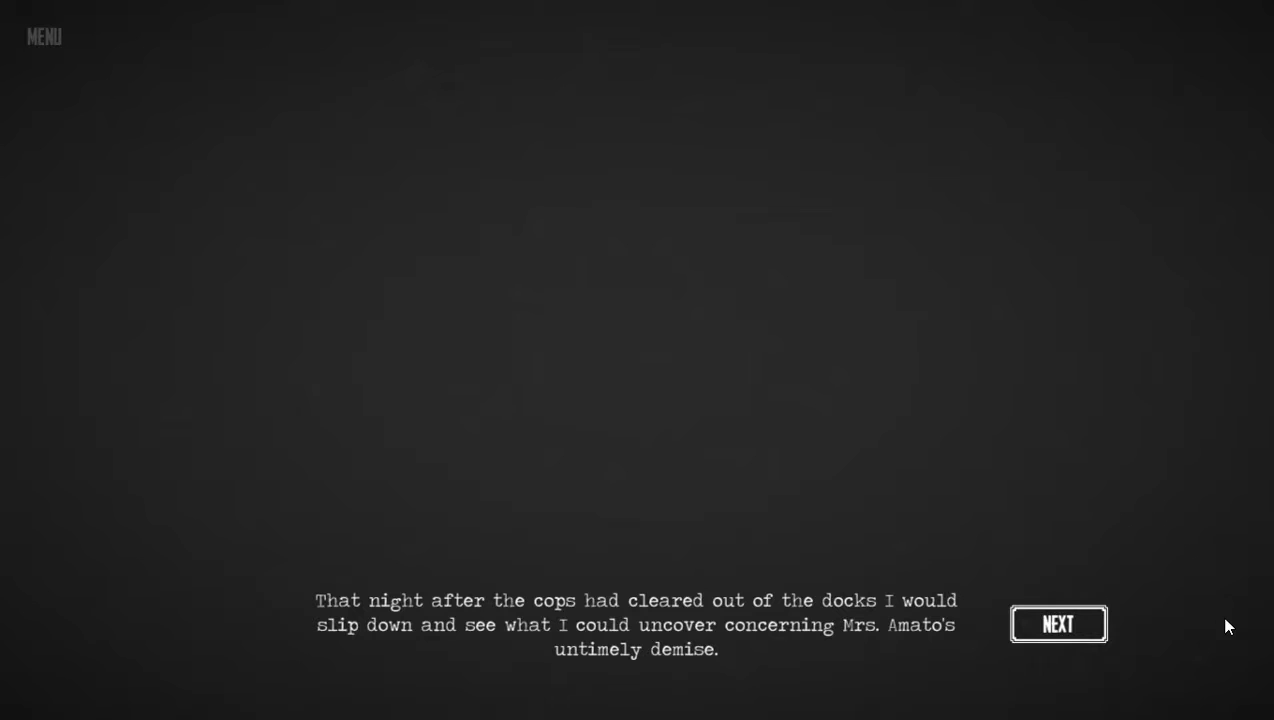 MENU
That night after the cops had cleared out of the docks I would
slip down and see what I could uncover concerning Mrs. Amato's
untimely demise.
NEXT